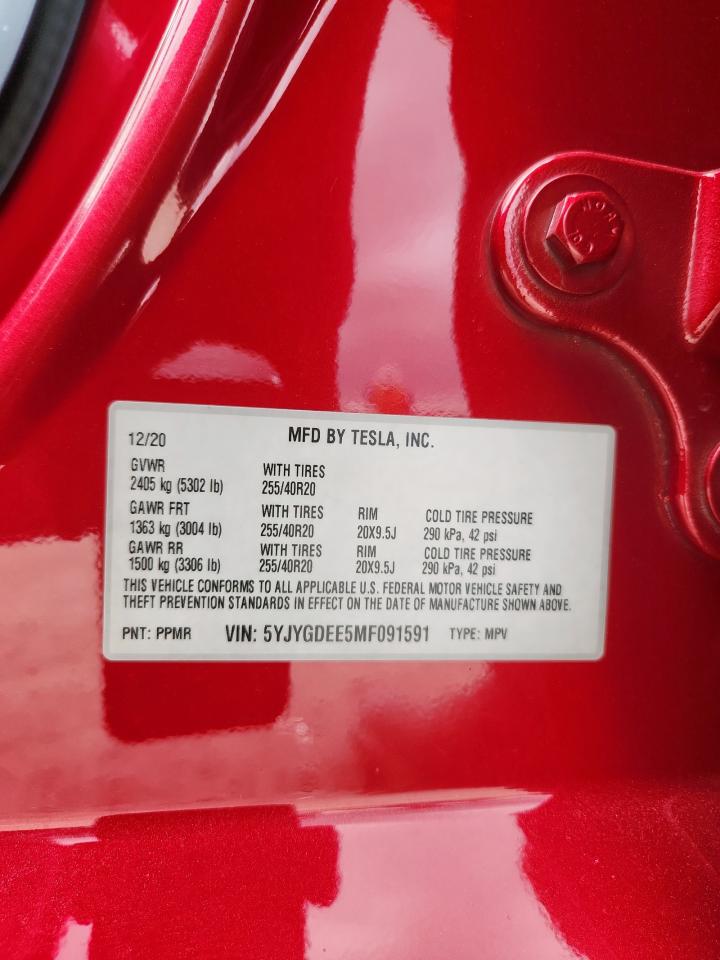 12/20 MFD BY TESLA, INC.
GVWR WITH TIRES
2405 kg (5302 lb) 255/40R20
GAWR FRT WITH TIRES RIM COLD TIRE PRESSURE
1363 kg (3004 lb) 255/40R20 20X9.5J 290 kPa, 42 psi
GAWR RR WITH TIRES RIM COLD TIRE PRESSURE
1500 kg (3306 lb) 255/40R20 20X9.5J 290 kPa, 42 psi
THIS VEHICLE CONFORMS TO ALL APPLICABLE U.S. FEDERAL MOTOR VEHICLE SAFETY AND
THEFT PREVENTION STANDARDS IN EFFECT ON THE DATE OF MANUFACTURE SHOWN ABOVE.
PNT: PPMR VIN: 5YJYGDEE5MF091591 TYPE: MPV